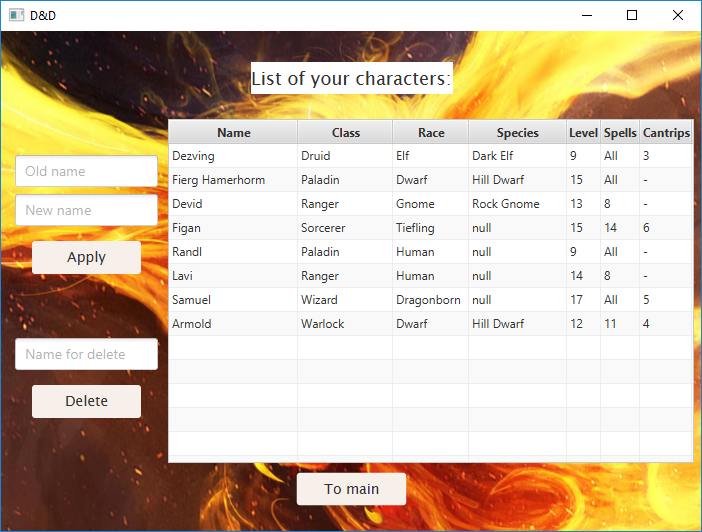 D&D
List of your characters:
Name Class Race Species Level Spells Cantrips
Dezving Druid Elf Dark Elf 9 All 3
Fierg Hamerhorm Paladin Dwarf Hill Dwarf 15 All -
Devid Ranger Gnome Rock Gnome 13 8 -
Figan Sorcerer Tiefling null 15 14 6
Randl Paladin Human null 9 All -
Lavi Ranger Human null 14 8 -
Samuel Wizard Dragonborn null 17 All 5
Armold Warlock Dwarf Hill Dwarf 12 11 4
Old name
New name
Apply
Name for delete
Delete
To main